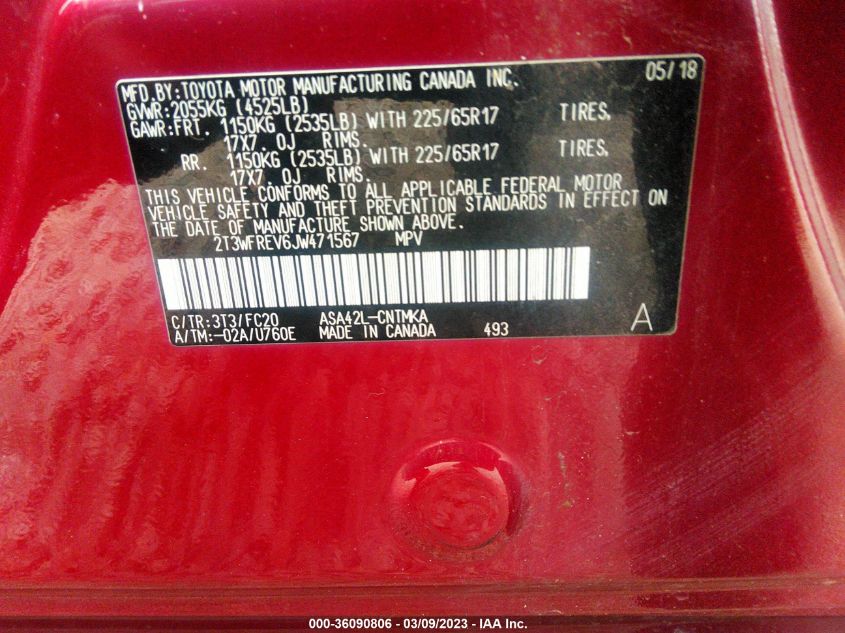 MFD.BY:TOYOTA MOTOR MANUFACTURING CANADA INC. 05/18
GVWR:2055KG (4525LB)
GAWR:FRT. 1150KG (2535LB) WITH 225/65R17 TIRES,
17X7.0J RIMS.
RR. 1150KG (2535LB) WITH 225/65R17 TIRES,
17X7.0J RIMS.
THIS VEHICLE CONFORMS TO ALL APPLICABLE FEDERAL MOTOR
VEHICLE SAFETY AND THEFT PREVENTION STANDARDS IN EFFECT ON
THE DATE OF MANUFACTURE SHOWN ABOVE.
2T3WFREV6JW471567 MPV
C/TR:3T3/FC20 ASA42L-CNTMKA
A/TM:-02A/U760E MADE IN CANADA 493 A
000-36090806 - 03/09/2023 - IAA Inc.